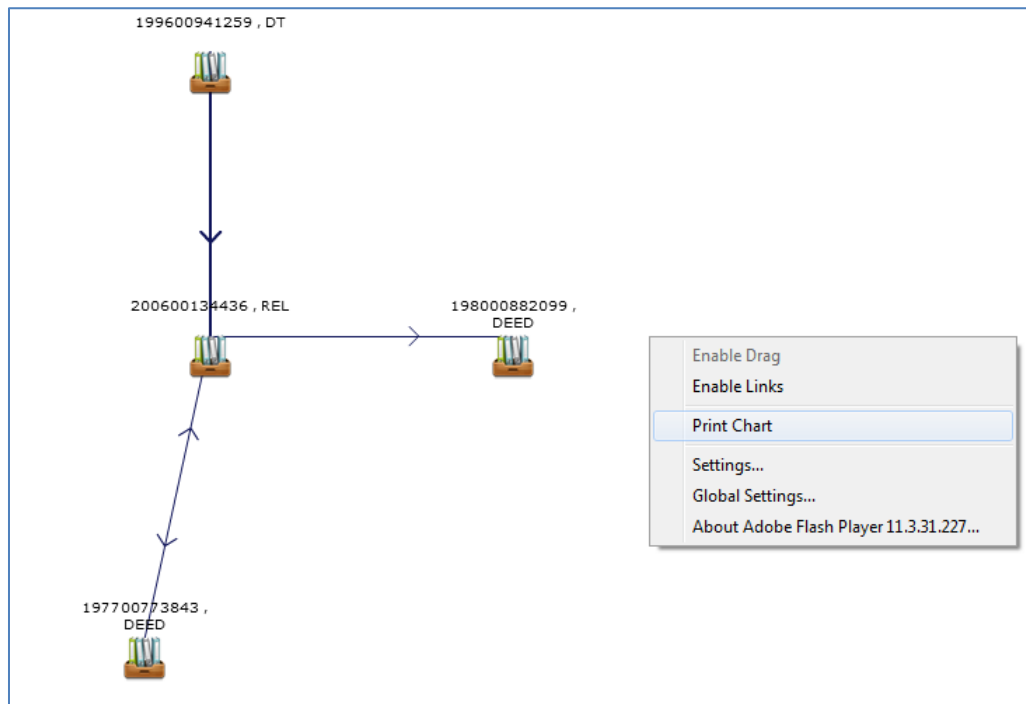 199600941259 , DT
200600134436 , REL
198000882099 ,
DEED
Enable Drag
Enable Links
Print Chart
Settings...
Global Settings...
About Adobe Flash Player 11.3.31.227...
197700773843 ,
DEED